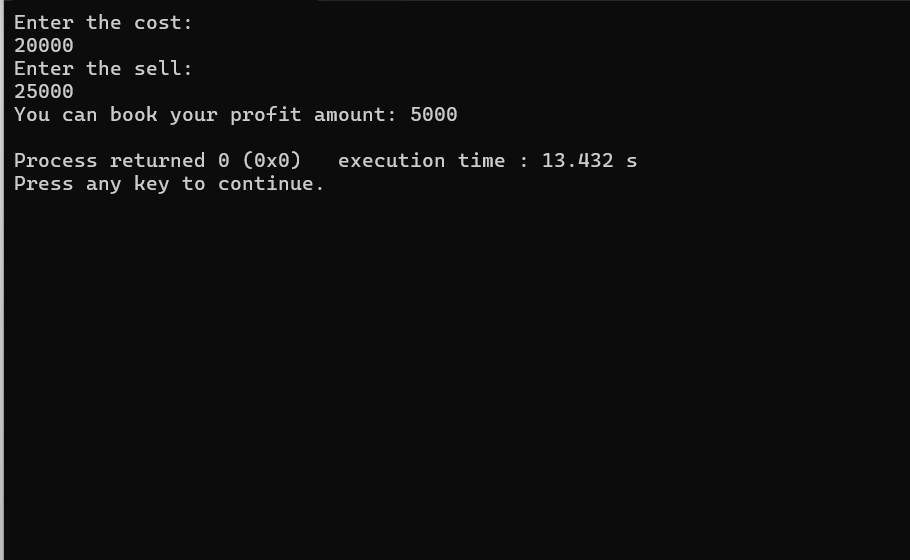 Enter the cost:
20000
Enter the sell:
25000
You can book your profit amount: 5000
Process returned 0 (0x0)   execution time : 13.432 s
Press any key to continue.